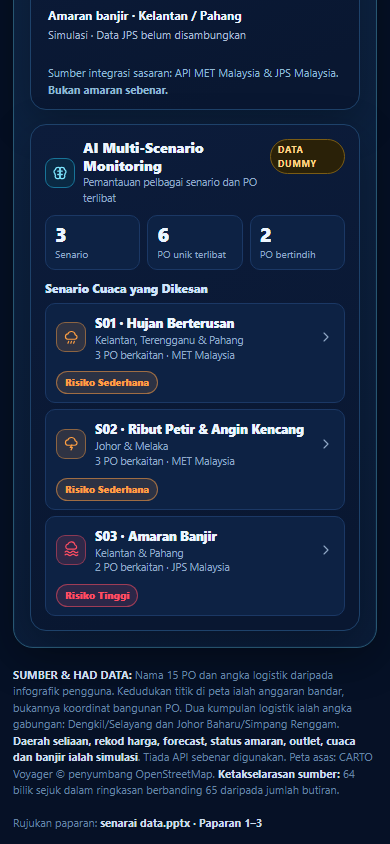 Amaran banjir · Kelantan / Pahang
Simulasi · Data JPS belum disambungkan
Sumber integrasi sasaran: API MET Malaysia & JPS Malaysia.
Bukan amaran sebenar.
AI Multi-Scenario
Monitoring
Pemantauan pelbagai senario dan PO
terlibat
DATA
DUMMY
3
Senario
6
PO unik terlibat
2
PO bertindih
Senario Cuaca yang Dikesan
S01 · Hujan Berterusan
Kelantan, Terengganu & Pahang
3 PO berkaitan · MET Malaysia
Risiko Sederhana
S02 · Ribut Petir & Angin Kencang
Johor & Melaka
3 PO berkaitan · MET Malaysia
Risiko Sederhana
S03 · Amaran Banjir
Kelantan & Pahang
2 PO berkaitan · JPS Malaysia
Risiko Tinggi
SUMBER & HAD DATA: Nama 15 PO dan angka logistik daripada
infografik pengguna. Kedudukan titik di peta ialah anggaran bandar,
bukannya koordinat bangunan PO. Dua kumpulan logistik ialah angka
gabungan: Dengkil/Selayang dan Johor Baharu/Simpang Renggam.
Daerah seliaan, rekod harga, forecast, status amaran, outlet, cuaca
dan banjir ialah simulasi. Tiada API sebenar digunakan. Peta asas: CARTO
Voyager © penyumbang OpenStreetMap. Ketakselarasan sumber: 64
bilik sejuk dalam ringkasan berbanding 65 daripada jumlah butiran.
Rujukan paparan: senarai data.pptx · Paparan 1–3